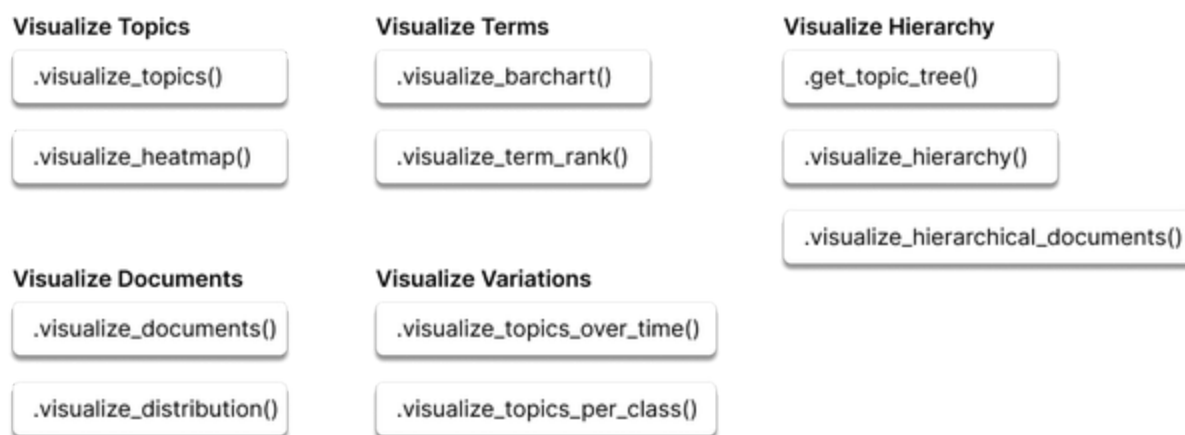 Visualize Topics
.visualize_topics()
.visualize_heatmap()
Visualize Terms
.visualize_barchart()
.visualize_term_rank()
Visualize Hierarchy
.get_topic_tree()
.visualize_hierarchy()
.visualize_hierarchical_documents()
Visualize Documents
.visualize_documents()
.visualize_distribution()
Visualize Variations
.visualize_topics_over_time()
.visualize_topics_per_class()